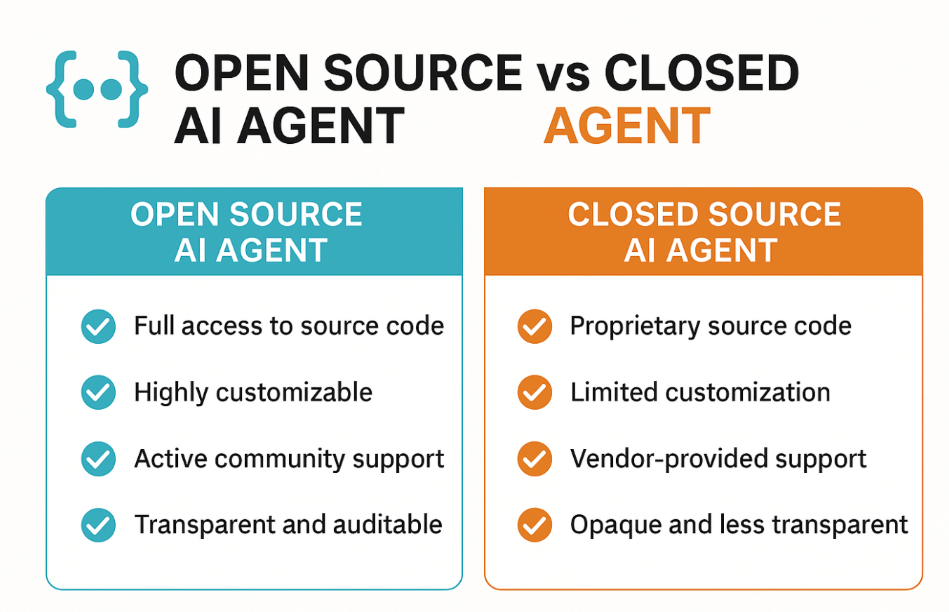 OPEN SOURCE vs CLOSED
AI AGENT AGENT
OPEN SOURCE
AI AGENT
Full access to source code
Highly customizable
Active community support
Transparent and auditable
CLOSED SOURCE
AI AGENT
Proprietary source code
Limited customization
Vendor-provided support
Opaque and less transparent